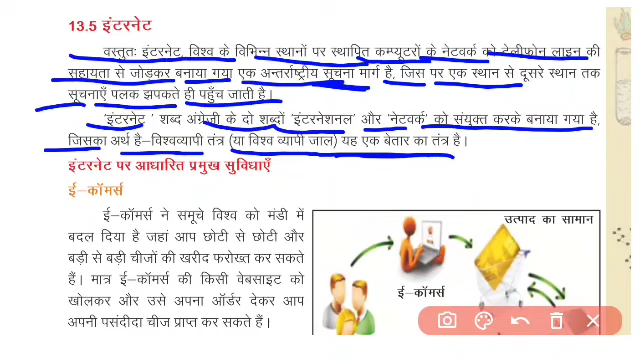 13.5 इंटरनेट
वस्तुतः इंटरनेट, विश्व के विभिन्न स्थानों पर स्थापित कम्प्यूटरों के नेटवर्क को टेलीफोन लाइन की
सहायता से जोड़कर बनाया गया एक अन्तर्राष्ट्रीय सूचना मार्ग है, जिस पर एक स्थान से दूसरे स्थान तक
सूचनाएँ पलक झपकते ही पहुँच जाती है।
'इंटरनेट' शब्द अंग्रेजी के दो शब्दों 'इंटरनेशनल' और 'नेटवर्क' को संयुक्त करके बनाया गया है,
जिसका अर्थ है-विश्वव्यापी तंत्र (या विश्व व्यापी जाल) यह एक बेतार का तंत्र है।
इंटरनेट पर आधारित प्रमुख सुविधाएँ
ई-कॉमर्स
ई-कॉमर्स ने समूचे विश्व को मंडी में
बदल दिया है जहां आप छोटी से छोटी और
बड़ी से बड़ी चीजों की खरीद फरोख्त कर सकते
हैं। मात्र ई-कॉमर्स की किसी वेबसाइट को
खोलकर और उसे अपना ऑर्डर देकर आप
अपनी पसंदीदा चीज प्राप्त कर सकते हैं।
उत्पाद का सामान
ई-कॉमर्स